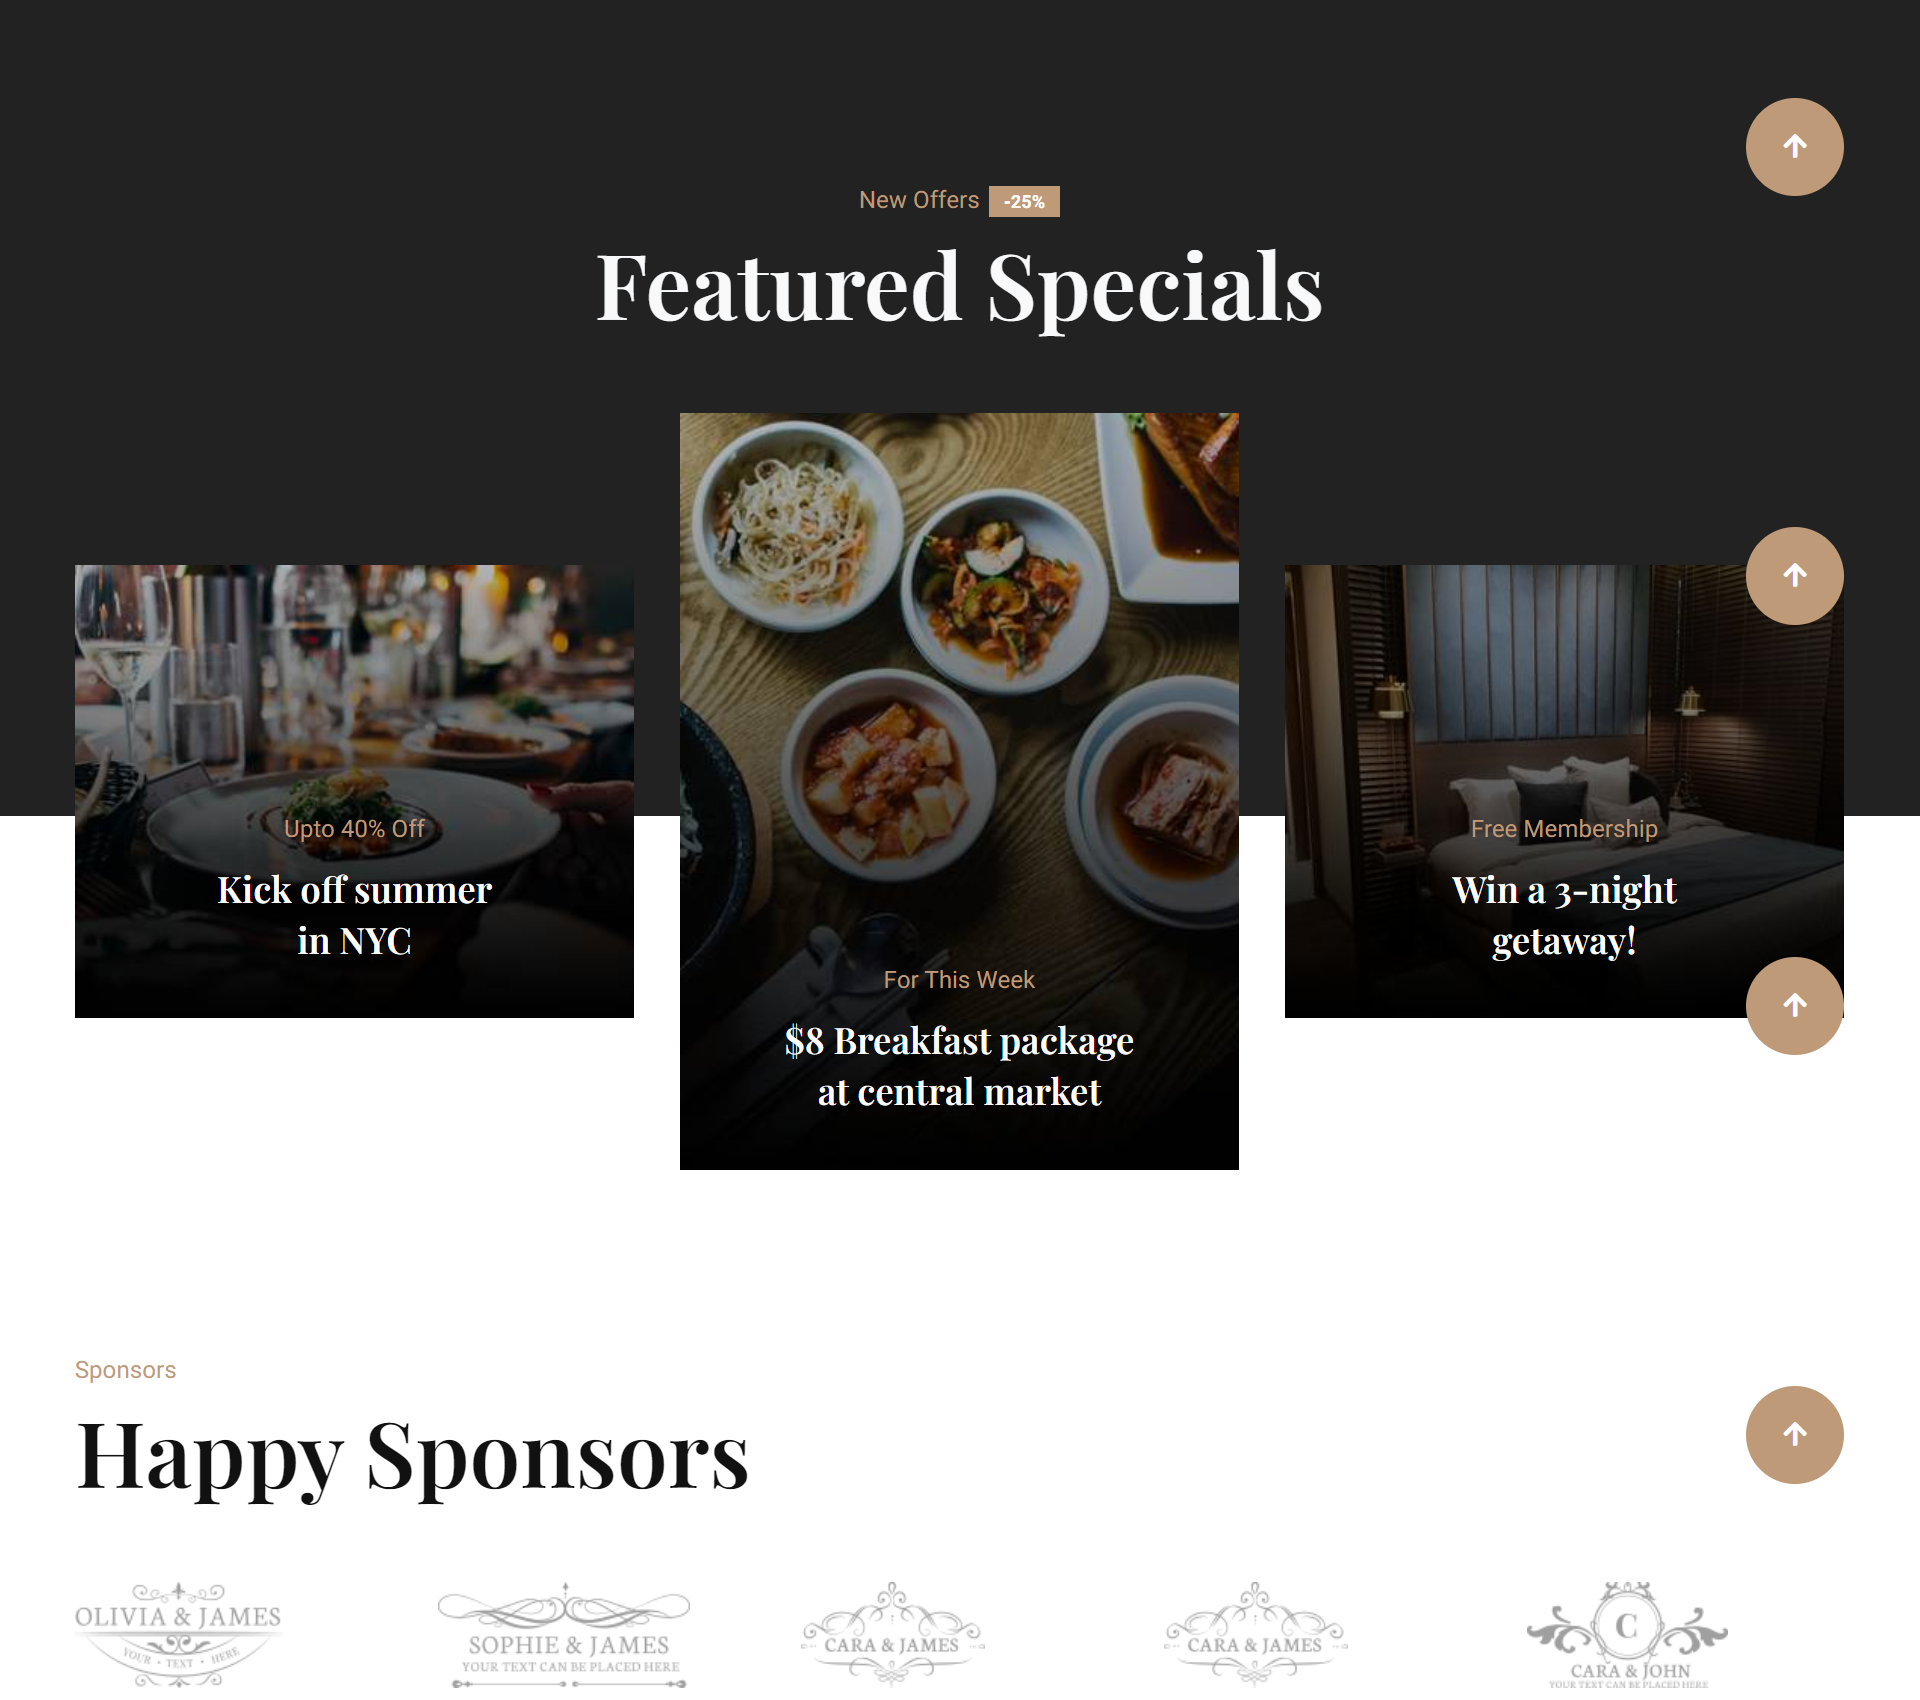 New Offers -25%
Featured Specials
Upto 40% Off
Kick off summer
in NYC
For This Week
$8 Breakfast package
at central market
Free Membership
Win a 3-night
getaway!
Sponsors
Happy Sponsors
OLIVIA & JAMES
YOUR • TEXT • HERE
SOPHIE & JAMES
YOUR TEXT CAN BE PLACED HERE
CARA & JAMES
CARA & JAMES
C
CARA & JOHN
YOUR TEXT CAN BE PLACED HERE